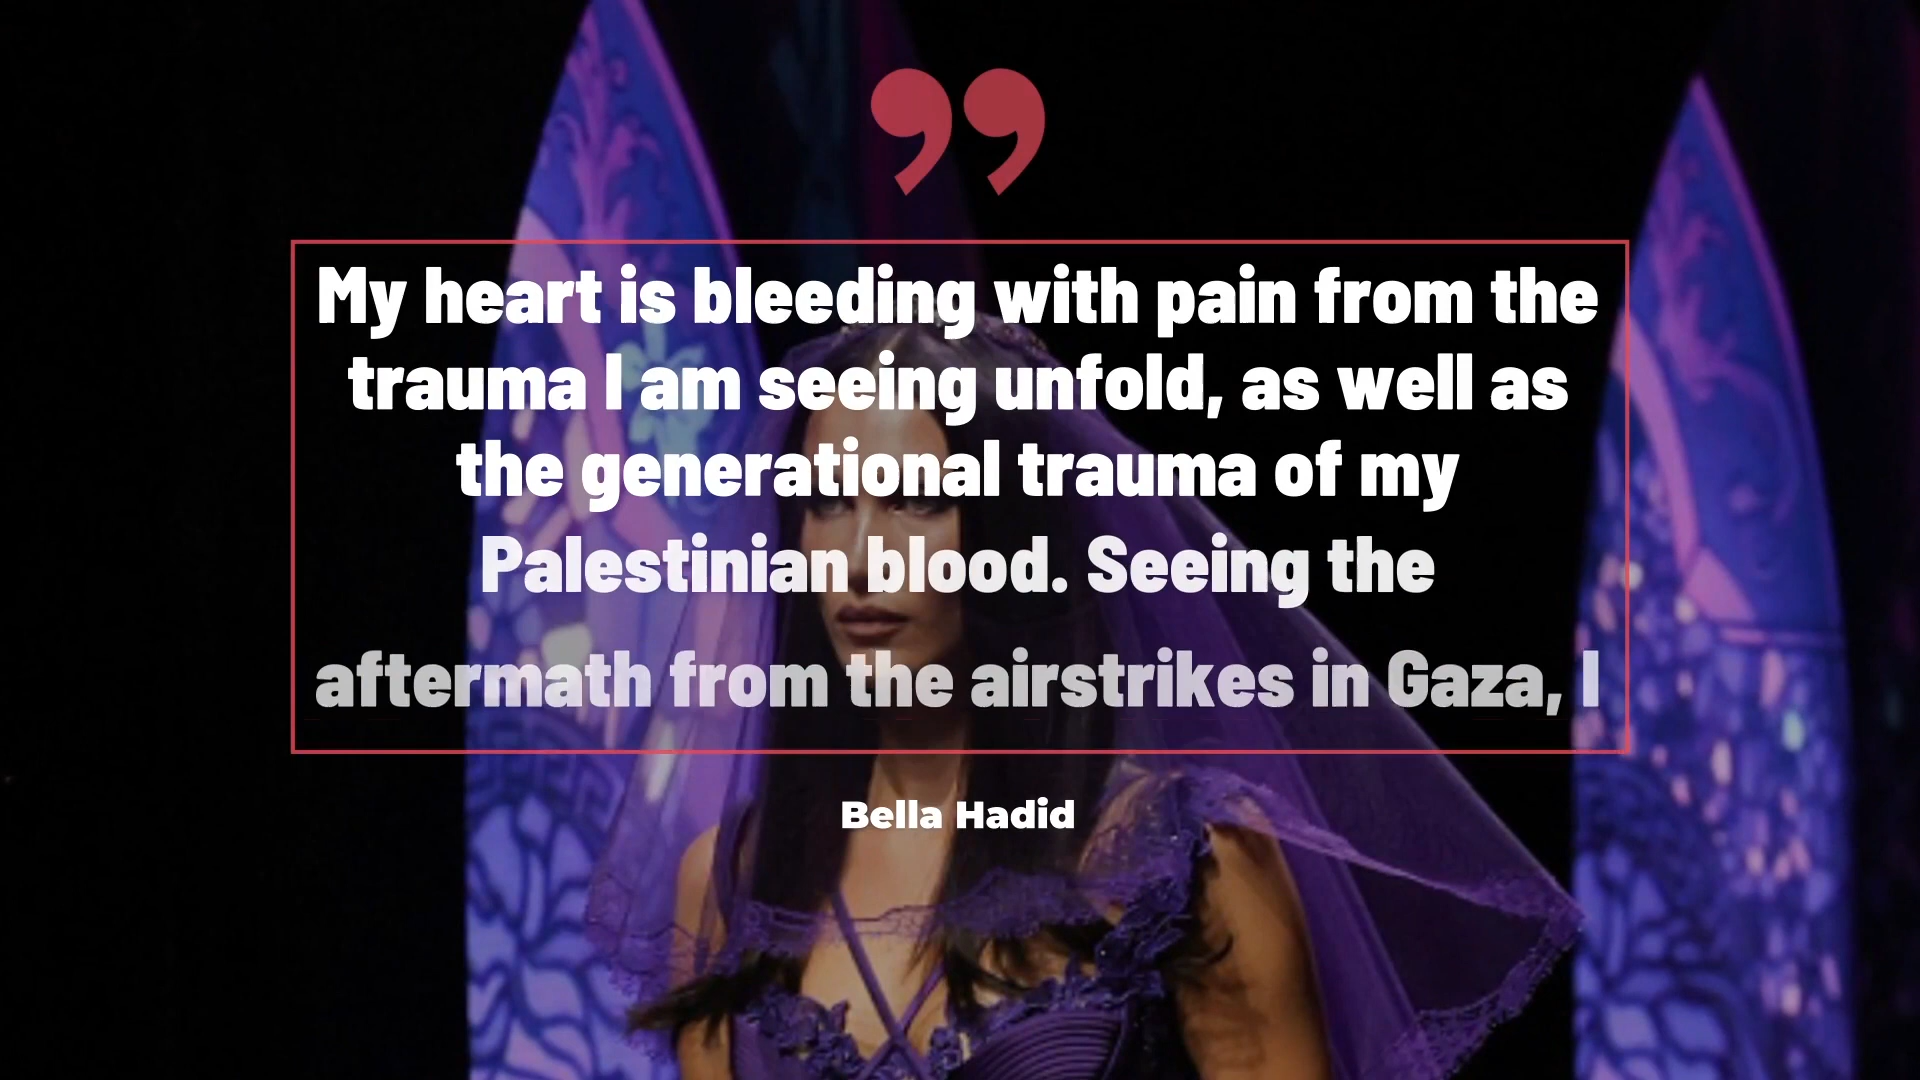 ”
My heart is bleeding with pain from the
trauma I am seeing unfold, as well as
the generational trauma of my
Palestinian blood. Seeing the
aftermath from the airstrikes in Gaza, I
Bella Hadid